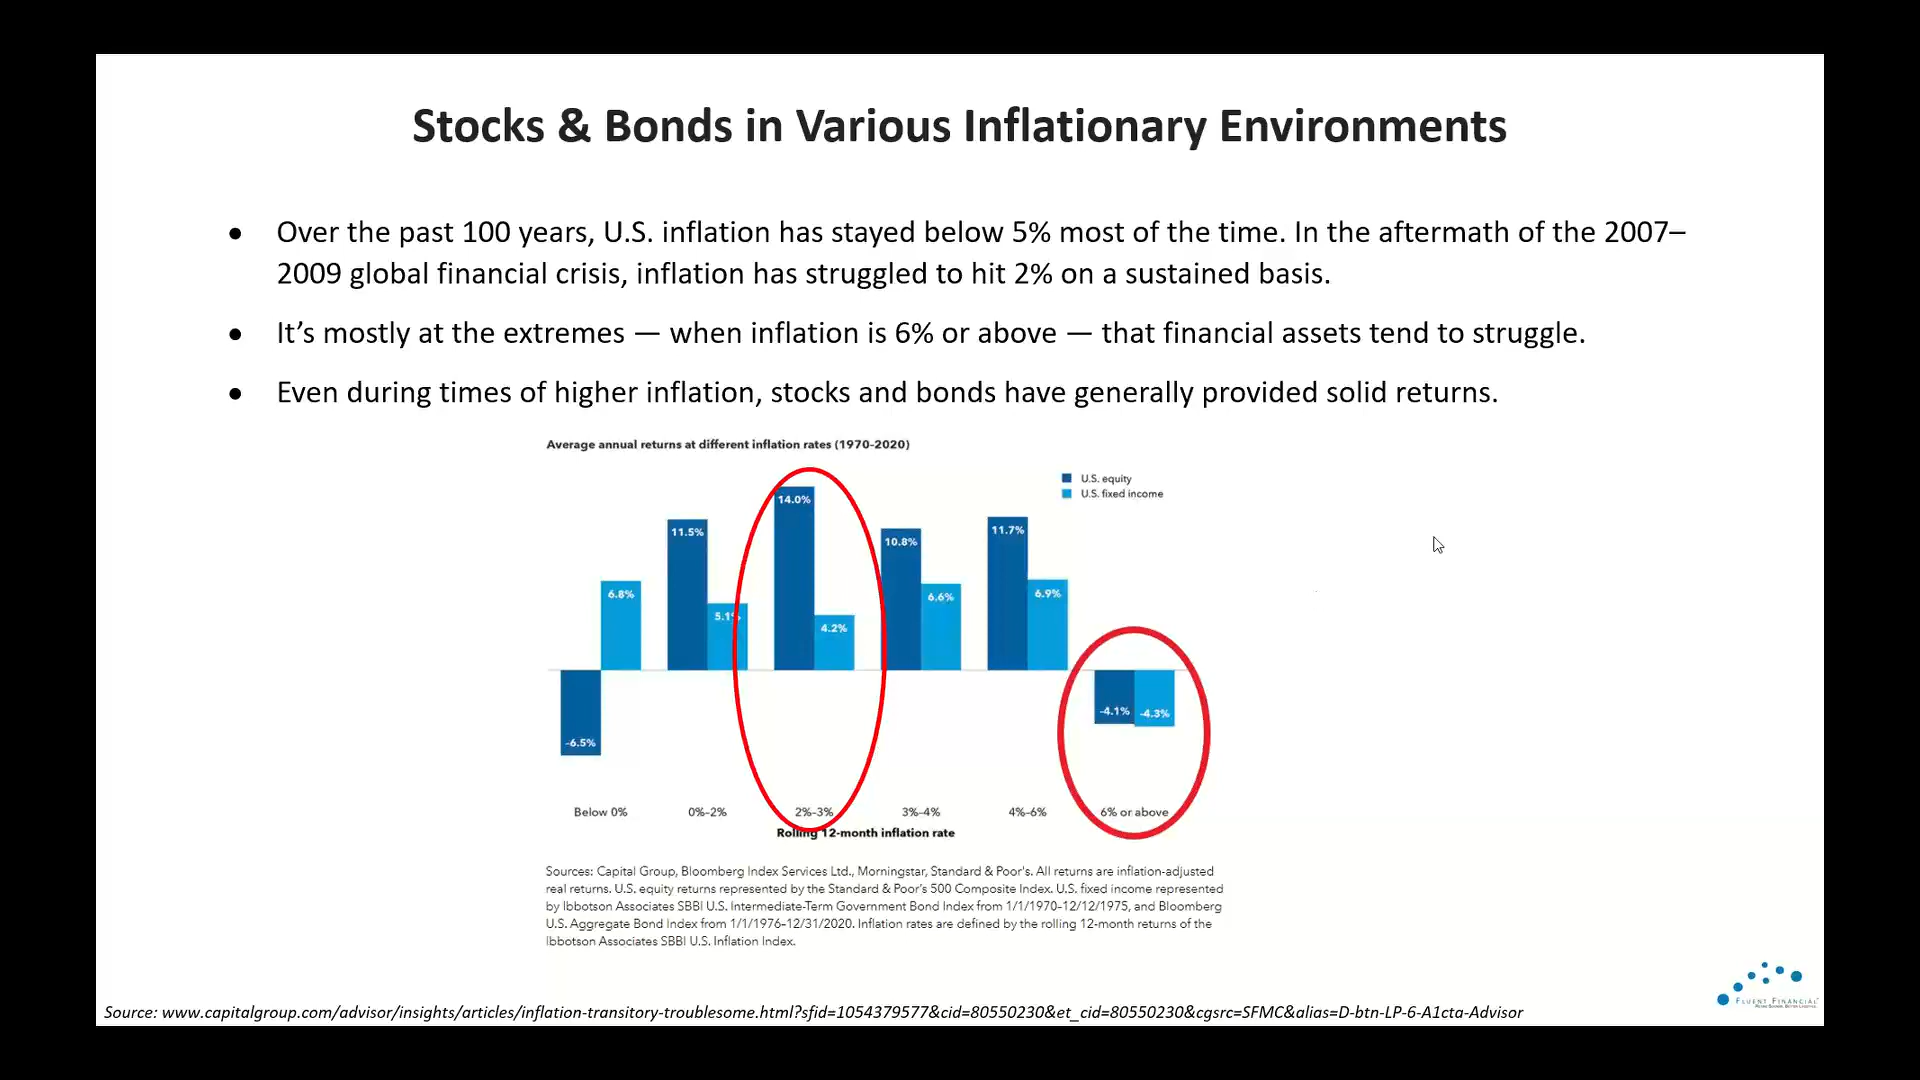 Stocks & Bonds in Various Inflationary Environments
● Over the past 100 years, U.S. inflation has stayed below 5% most of the time. In the aftermath of the 2007–
2009 global financial crisis, inflation has struggled to hit 2% on a sustained basis.
● It’s mostly at the extremes — when inflation is 6% or above — that financial assets tend to struggle.
● Even during times of higher inflation, stocks and bonds have generally provided solid returns.
Average annual returns at different inflation rates (1970–2020)
U.S. equity
U.S. fixed income
-6.5%
6.8%
11.5%
5.1%
14.0%
4.2%
10.8%
6.6%
11.7%
6.9%
-4.1%
-4.3%
Below 0%
0%–2%
2%–3%
3%–4%
4%–6%
6% or above
Rolling 12-month inflation rate
Sources: Capital Group, Bloomberg Index Services Ltd., Morningstar, Standard & Poor's. All returns are inflation-adjusted
real returns. U.S. equity returns represented by the Standard & Poor's 500 Composite Index. U.S. fixed income represented
by Ibbotson Associates SBBI U.S. Intermediate-Term Government Bond Index from 1/1/1970–12/12/1975, and Bloomberg
U.S. Aggregate Bond Index from 1/1/1976–12/31/2020. Inflation rates are defined by the rolling 12-month returns of the
Ibbotson Associates SBBI U.S. Inflation Index.
FLUENT FINANCIAL
Source: www.capitalgroup.com/advisor/insights/articles/inflation-transitory-troublesome.html?sfid=1054379577&cid=80550230&et_cid=80550230&cgsrc=SFMC&alias=D-btn-LP-6-A1cta-Advisor